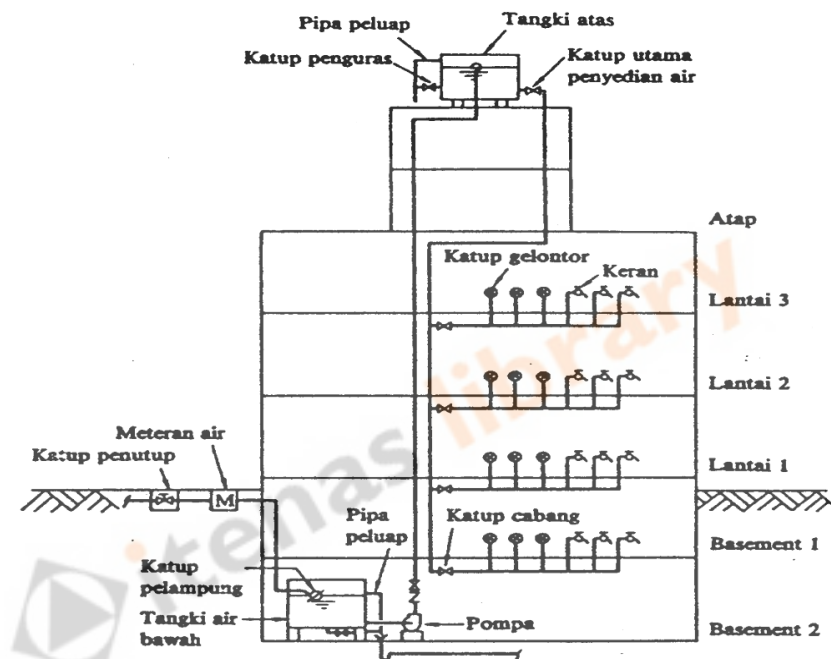 Pipa peluap
Tangki atas
Katup penguras
Katup utama
penyedian air
Atap
Katup gelontor
Keran
Lantai 3
Lantai 2
Meteran air
Katup penutup
Lantai 1
M
Pipa
peluap
Katup cabang
Basement 1
Katup
pelampung
Tangki air
bawah
Pompa
Basement 2
itenas library